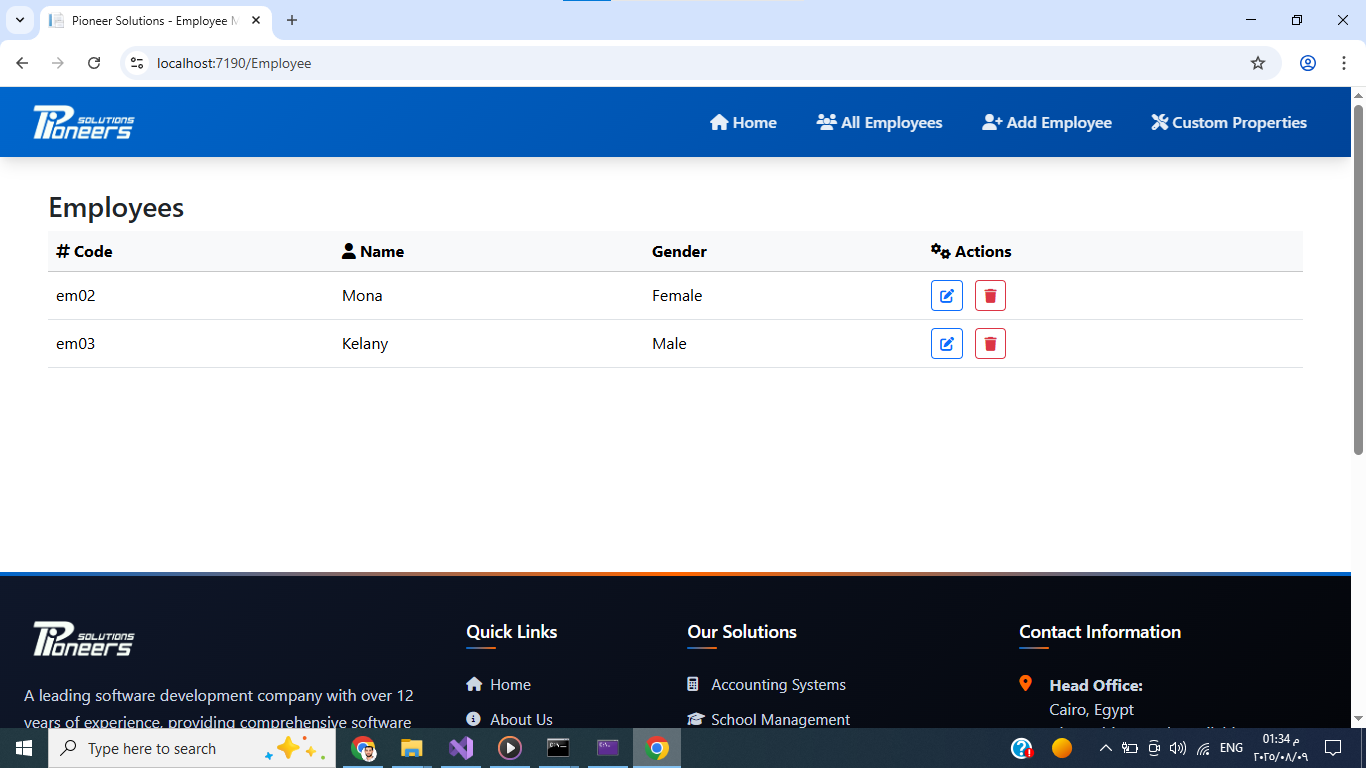 Pioneer Solutions - Employee M
localhost:7190/Employee
Pioneers SOLUTIONS
Home All Employees Add Employee Custom Properties
Employees
# Code Name Gender Actions
em02 Mona Female
em03 Kelany Male
Pioneers SOLUTIONS
Quick Links
Our Solutions
Contact Information
A leading software development company with over 12
years of experience, providing comprehensive software
Home
About Us
Accounting Systems
School Management
Head Office:
Cairo, Egypt
Type here to search
ENG
01:34 م
٢٠٢٥/٠٨/٠٩